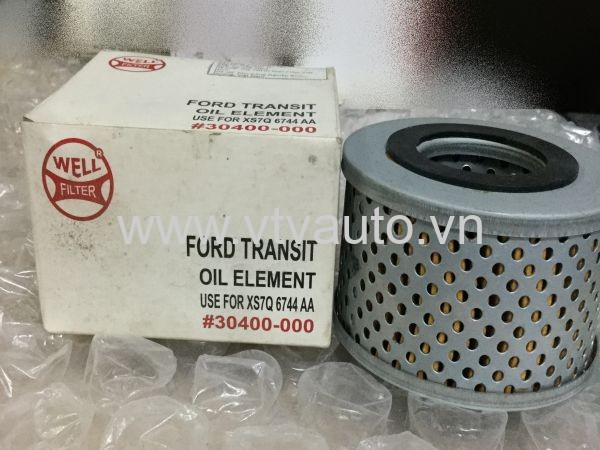 WELL
FILTER
FORD TRANSIT
OIL ELEMENT
USE FOR XS7Q 6744 AA
#30400-000
WELL
®
FILTER
www.vtvauto.vn
FORD TRANSIT
OIL ELEMENT
USE FOR XS7Q 6744 AA
#30400-000